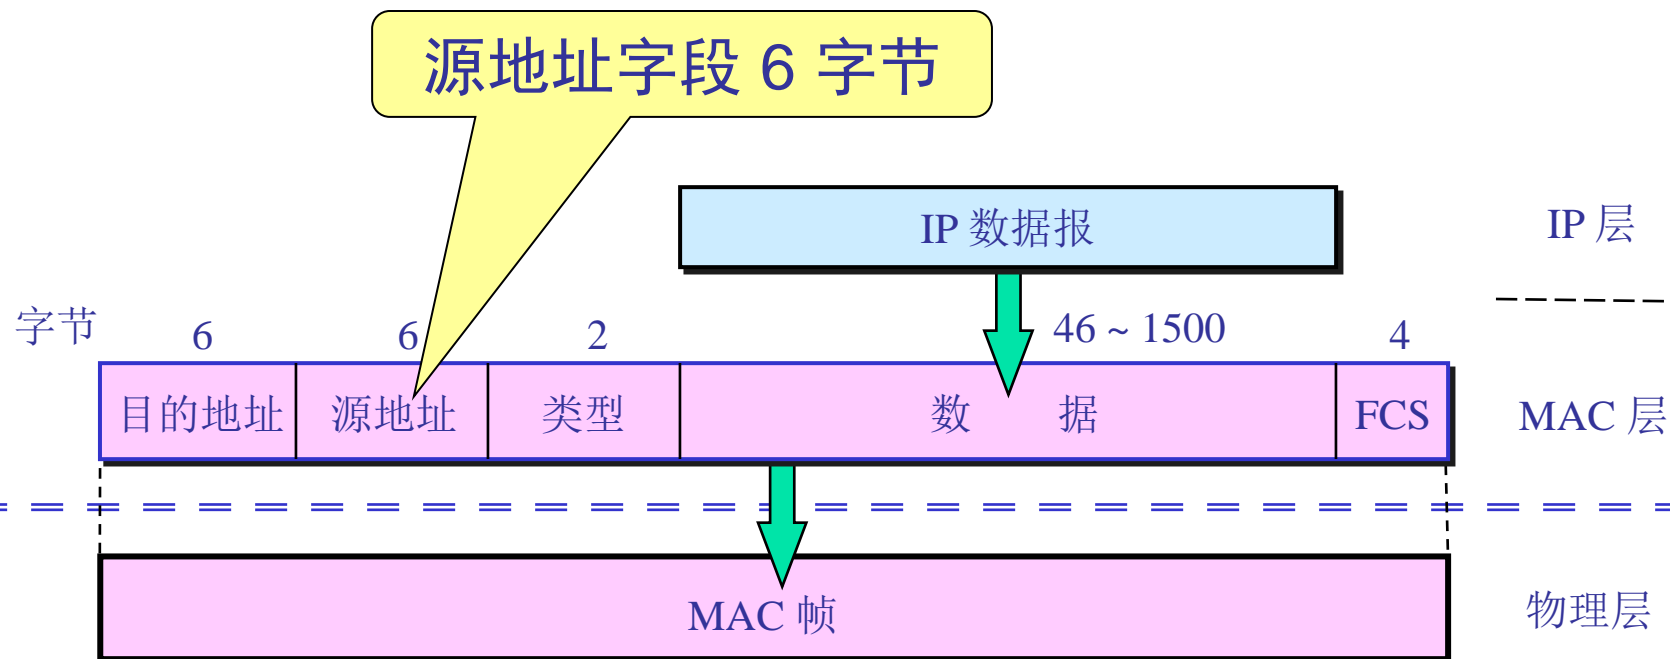 源地址字段 6 字节
IP 数据报
IP 层
字节 6 6 2 46 ~ 1500 4
目的地址 源地址 类型 数 据 FCS MAC 层
MAC 帧
物理层